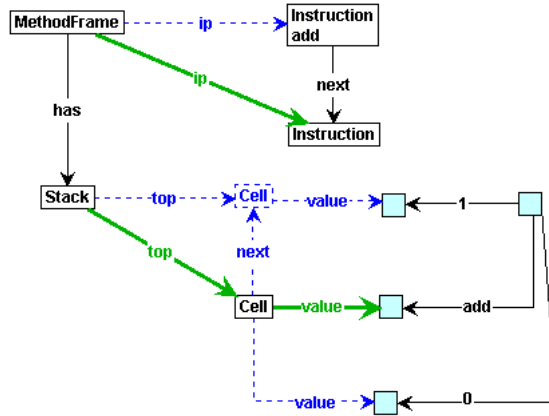 MethodFrame
ip
Instruction
add
ip
next
has
Instruction
Stack
top
Cell
value
1
top
next
Cell
value
add
value
0